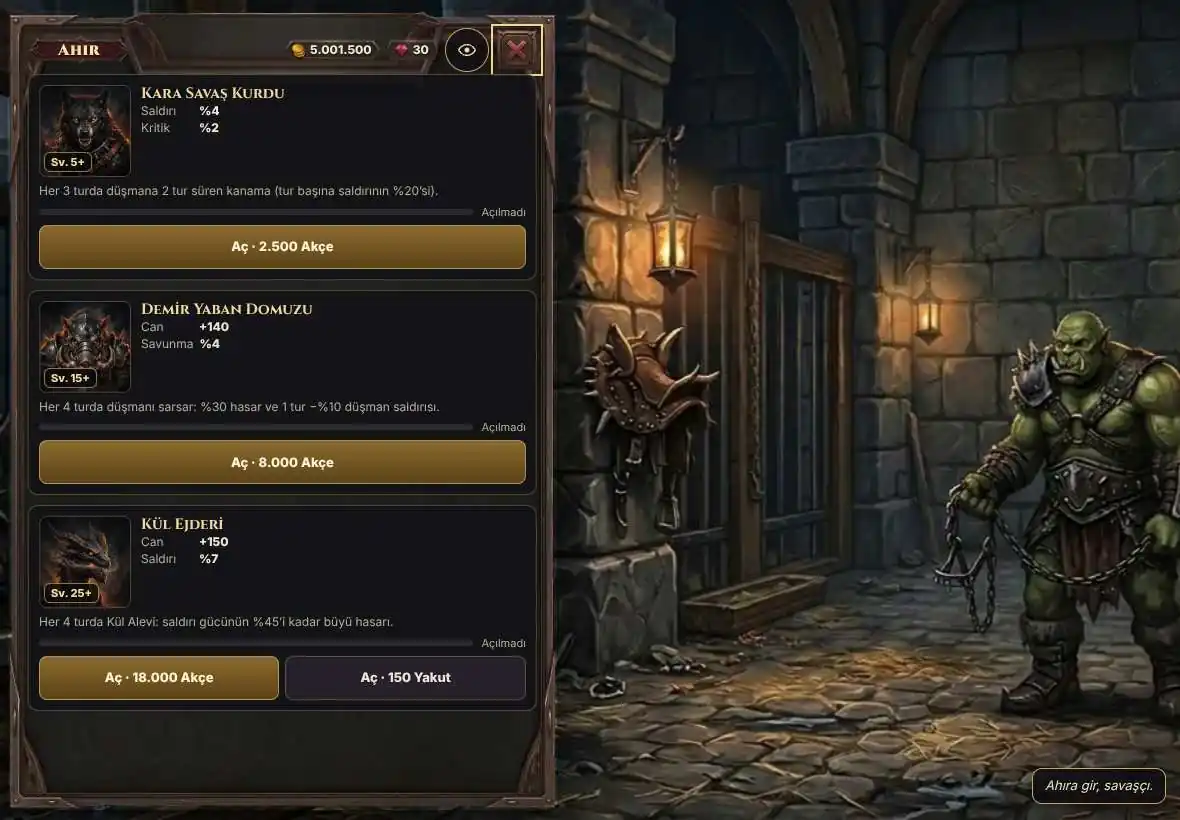 AHIR
5.001.500
30
KARA SAVAŞ KURDU
Saldırı %4
Kritik %2
Sv. 5+
Her 3 turda düşmana 2 tur süren kanama (tur başına saldırının %20'si).
Açılmadı
Aç · 2.500 Akçe
DEMİR YABAN DOMUZU
Can +140
Savunma %4
Sv. 15+
Her 4 turda düşmanı sarsar: %30 hasar ve 1 tur −%10 düşman saldırısı.
Açılmadı
Aç · 8.000 Akçe
KÜL EJDERİ
Can +150
Saldırı %7
Sv. 25+
Her 4 turda Kül Alevi: saldırı gücünün %45'i kadar büyü hasarı.
Açılmadı
Aç · 18.000 Akçe
Aç · 150 Yakut
Ahıra gir, savaşçı.